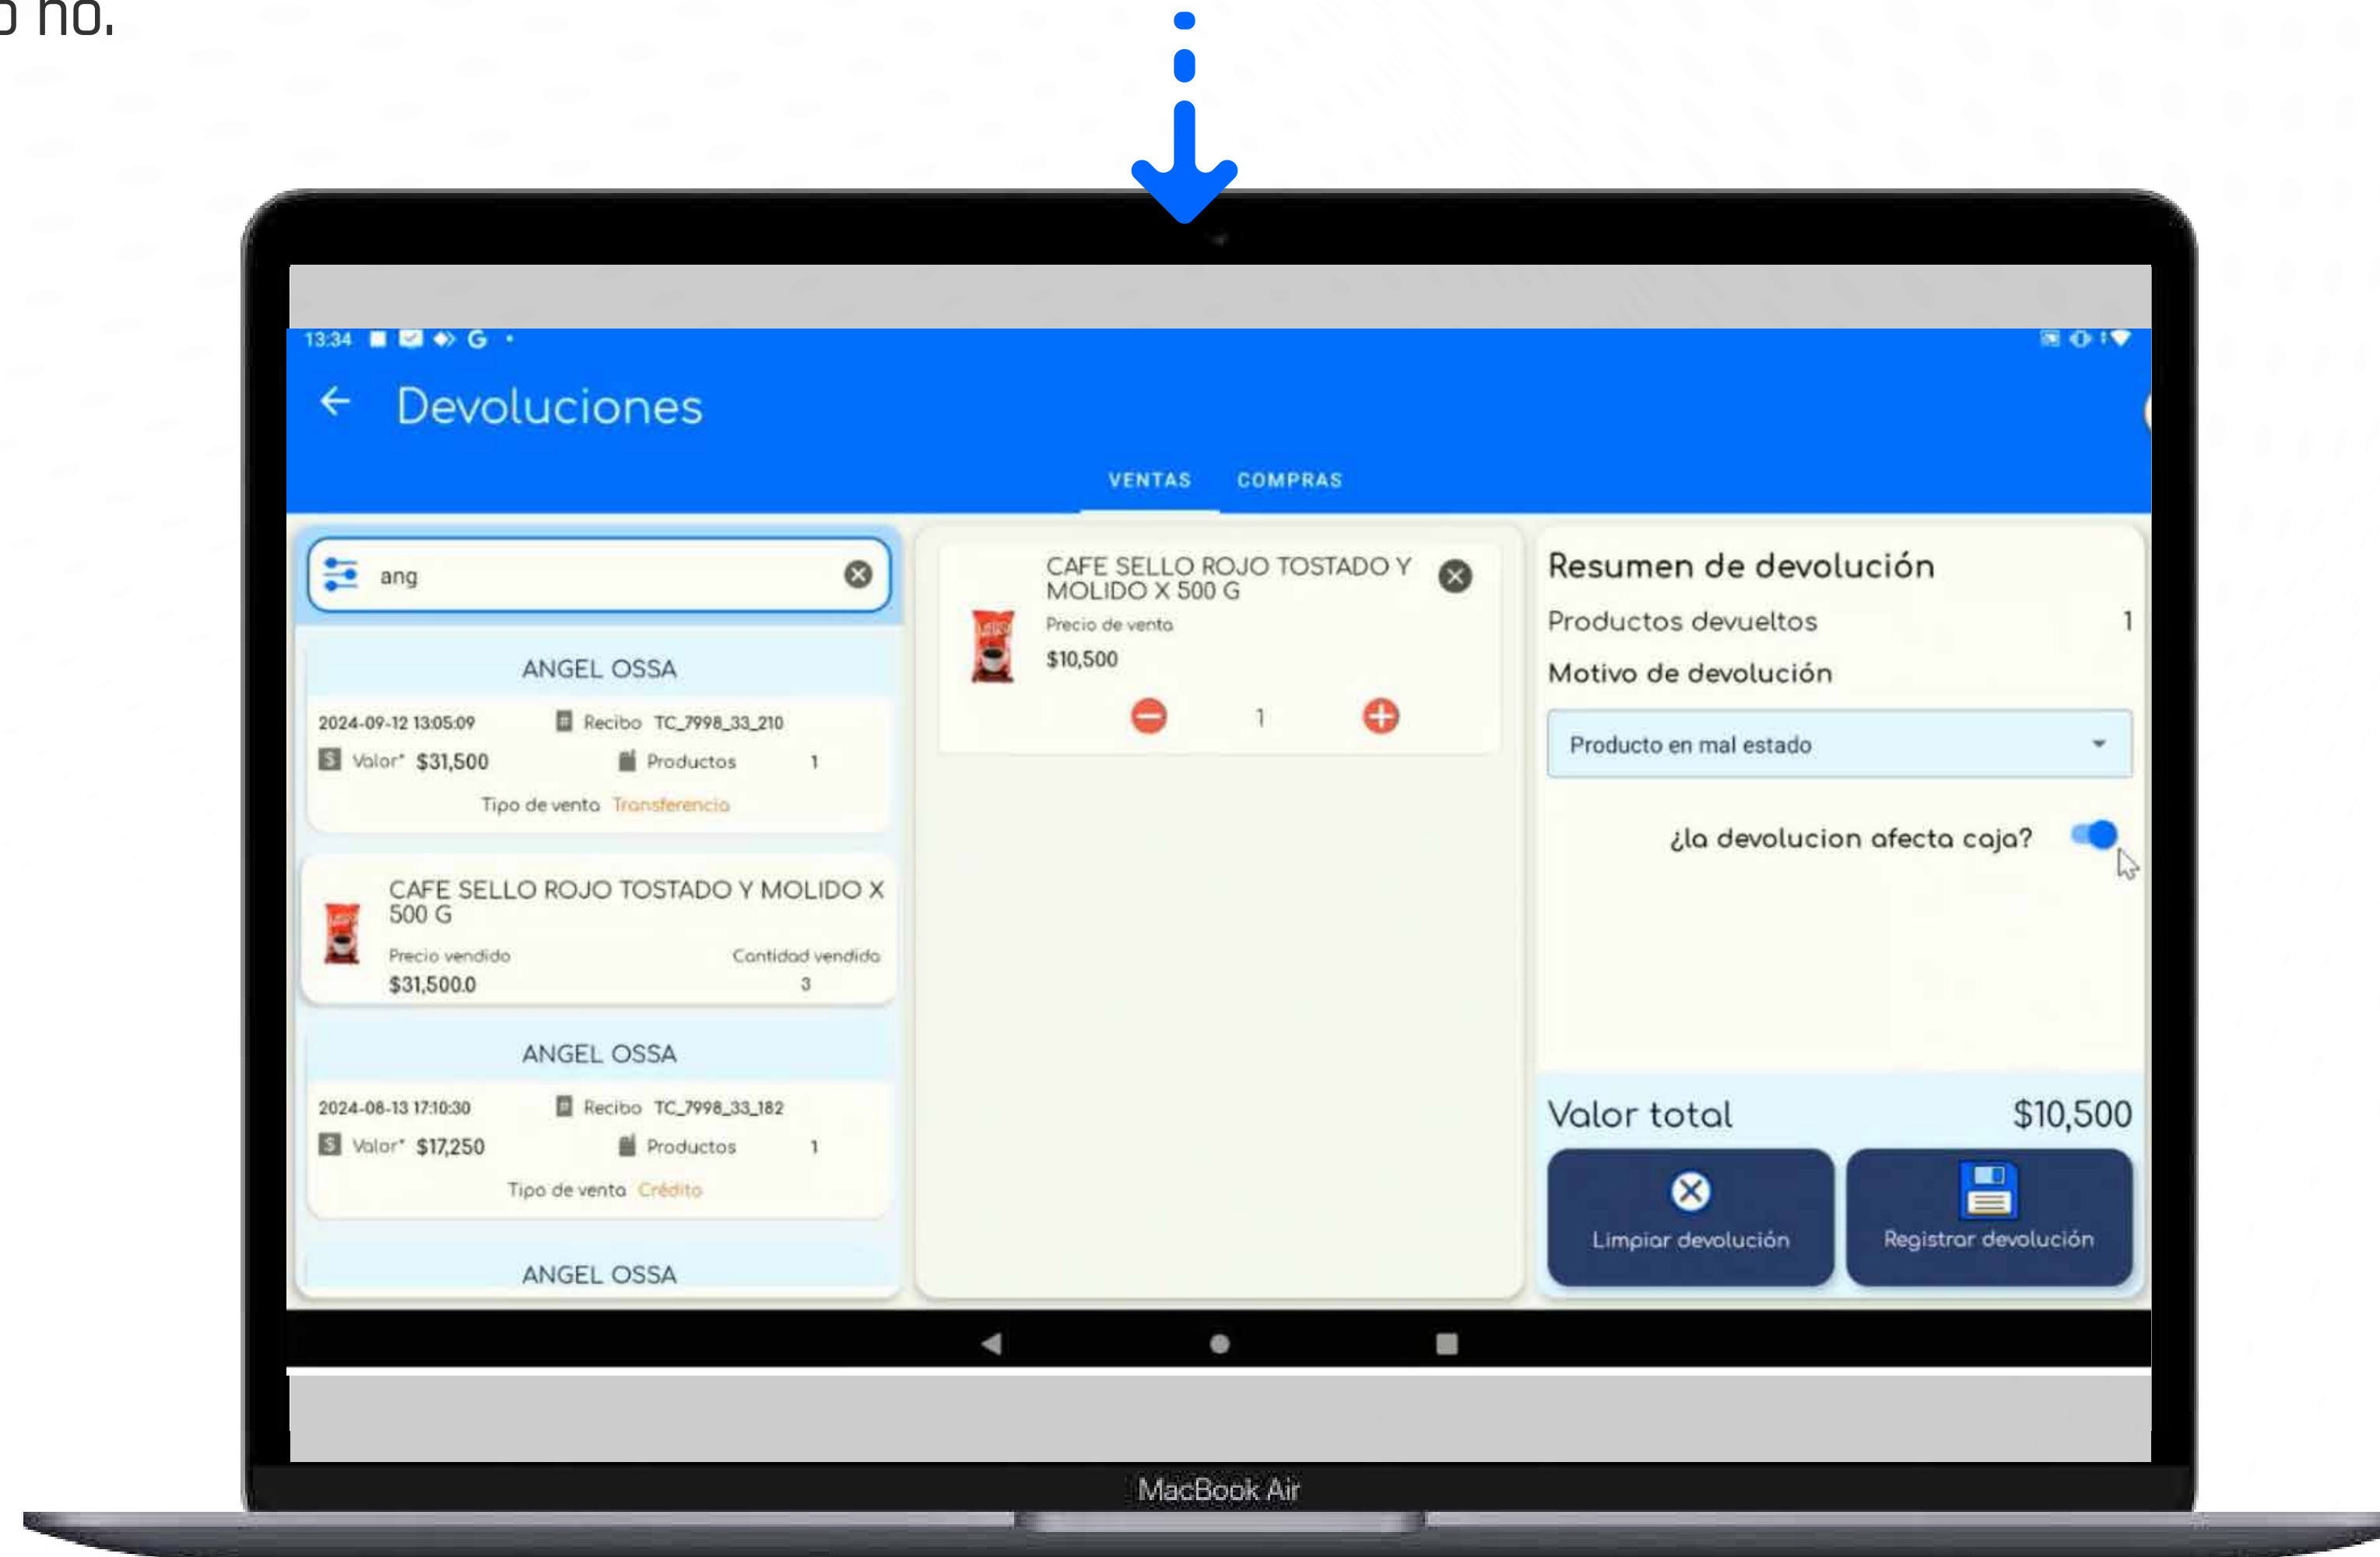 o no.
13:34
Devoluciones
VENTAS COMPRAS
ang
ANGEL OSSA
2024-09-12 13:05:09 Recibo TC_7998_33_210
Valor* $31,500 Productos 1
Tipo de venta Transferencia
CAFE SELLO ROJO TOSTADO Y MOLIDO X
500 G
Precio vendido Cantidad vendida
$31,500.0 3
ANGEL OSSA
2024-08-13 17:10:30 Recibo TC_7998_33_182
Valor* $17,250 Productos 1
Tipo de venta Crédito
ANGEL OSSA
CAFE SELLO ROJO TOSTADO Y
MOLIDO X 500 G
Precio de venta
$10,500
1
Resumen de devolución
Productos devueltos 1
Motivo de devolución
Producto en mal estado
¿la devolucion afecta caja?
Valor total $10,500
Limpiar devolución Registrar devolución
MacBook Air